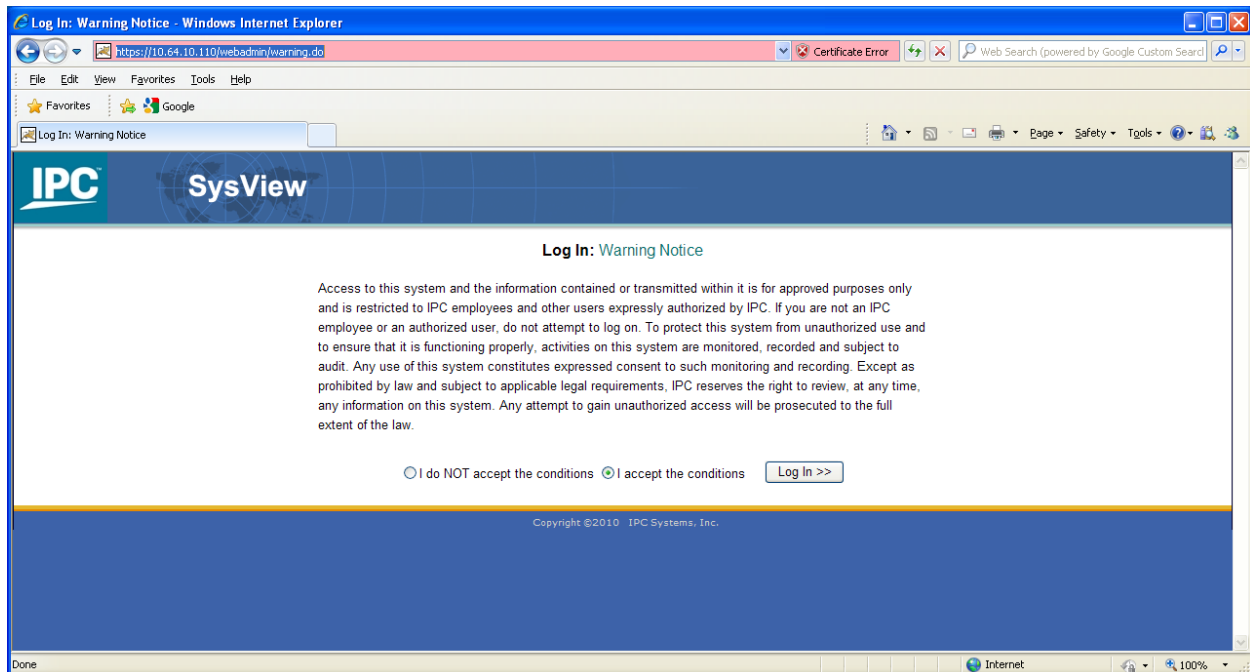 Log In: Warning Notice - Windows Internet Explorer
https://10.64.10.110/webadmin/warning.do
Certificate Error
Web Search (powered by Google Custom Searcl
File Edit View Favorites Tools Help
Favorites Google
Log In: Warning Notice
Page Safety Tools
IPC SysView
Log In: Warning Notice
Access to this system and the information contained or transmitted within it is for approved purposes only
and is restricted to IPC employees and other users expressly authorized by IPC. If you are not an IPC
employee or an authorized user, do not attempt to log on. To protect this system from unauthorized use and
to ensure that it is functioning properly, activities on this system are monitored, recorded and subject to
audit. Any use of this system constitutes expressed consent to such monitoring and recording. Except as
prohibited by law and subject to applicable legal requirements, IPC reserves the right to review, at any time,
any information on this system. Any attempt to gain unauthorized access will be prosecuted to the full
extent of the law.
I do NOT accept the conditions I accept the conditions Log In >>
Copyright ©2010 IPC Systems, Inc.
Done Internet 100%